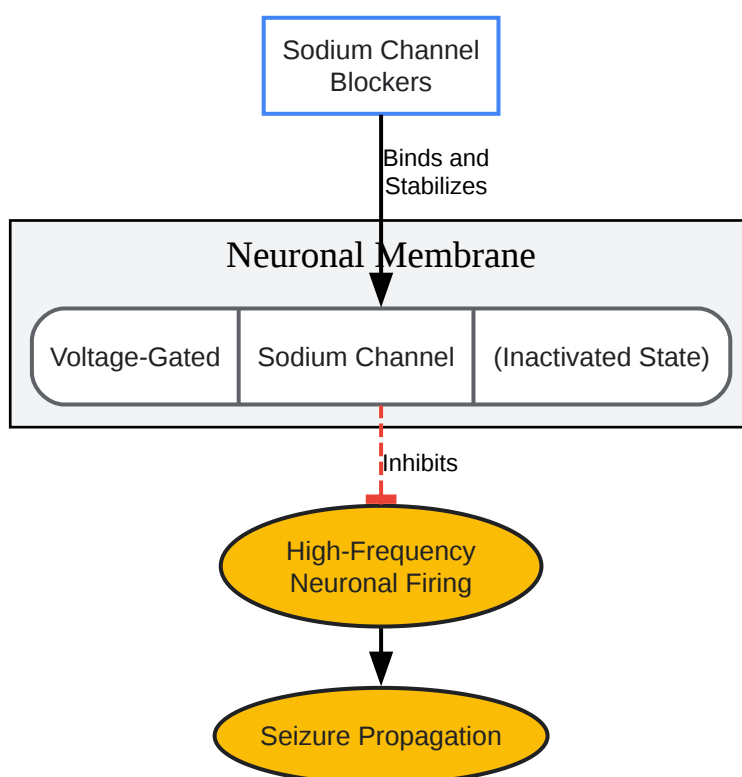 Sodium Channel
Blockers
Binds and
Stabilizes
Neuronal Membrane
Voltage-Gated
Sodium Channel
(Inactivated State)
Inhibits
High-Frequency
Neuronal Firing
Seizure Propagation